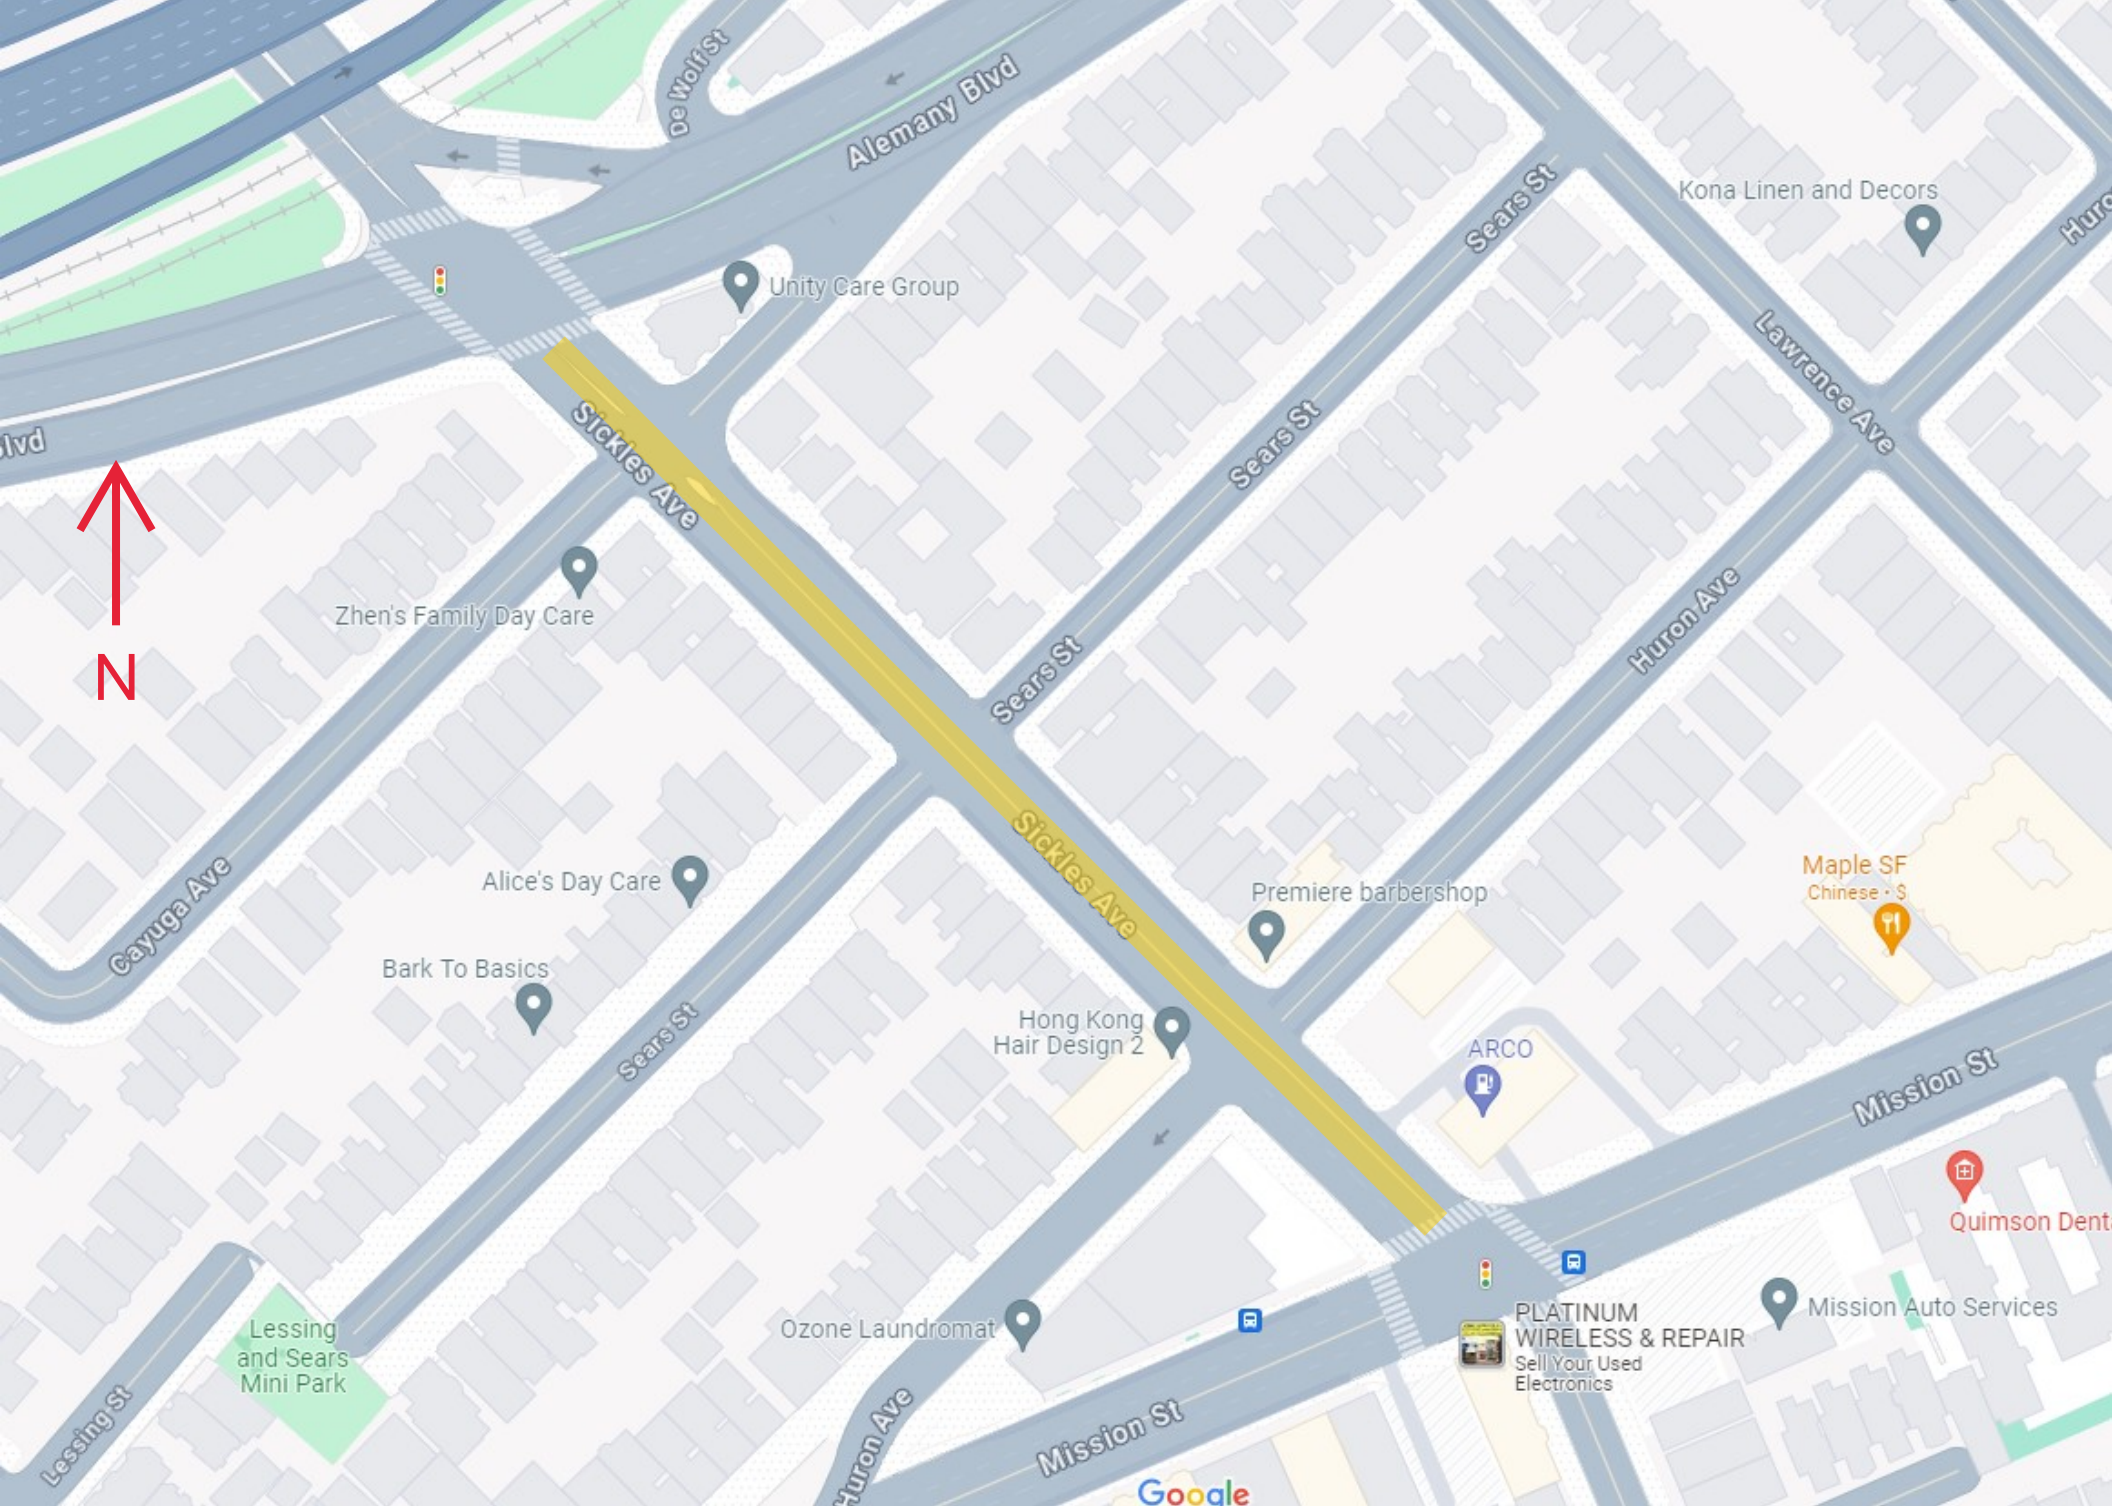 De Wolf St
Alemany Blvd
Sears St
Kona Linen and Decors
Huro
Unity Care Group
Lawrence Ave
Blvd
Sickles Ave
Sears St
N
Zhen's Family Day Care
Huron Ave
Sears St
Cayuga Ave
Alice's Day Care
Sickles Ave
Premiere barbershop
Maple SF
Chinese • $
Bark To Basics
Sears St
Hong Kong
Hair Design 2
ARCO
Mission St
Quimson Denta
Lessing
and Sears
Mini Park
Ozone Laundromat
PLATINUM
WIRELESS & REPAIR
Sell Your Used
Electronics
Mission Auto Services
Lessing St
Huron Ave
Mission St
Google